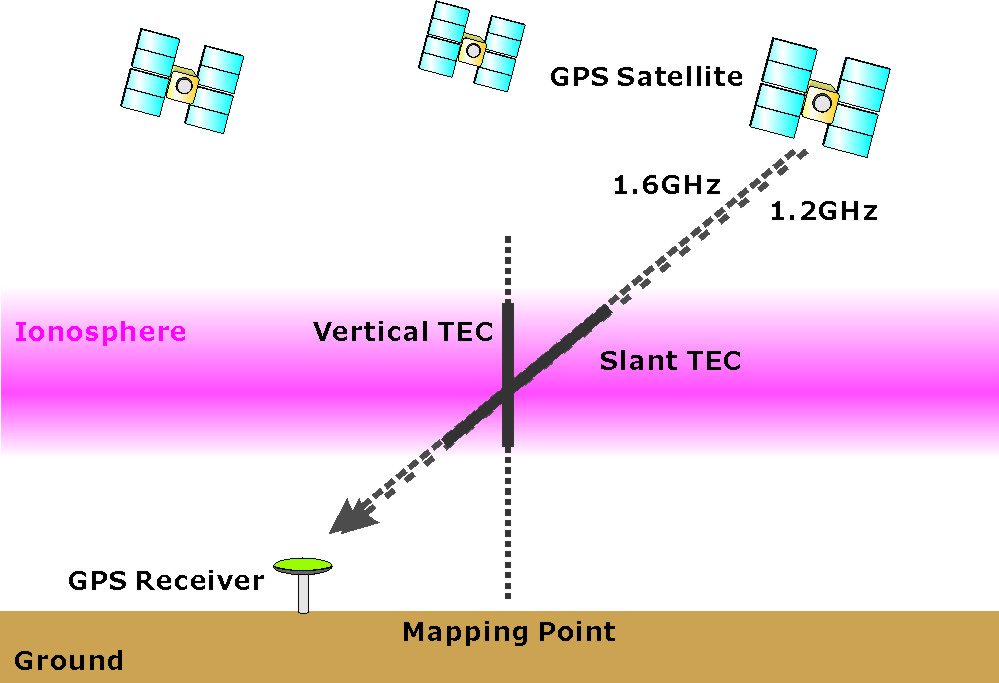 GPS Satellite
1.6GHz
1.2GHz
Ionosphere
Vertical TEC
Slant TEC
GPS Receiver
Mapping Point
Ground